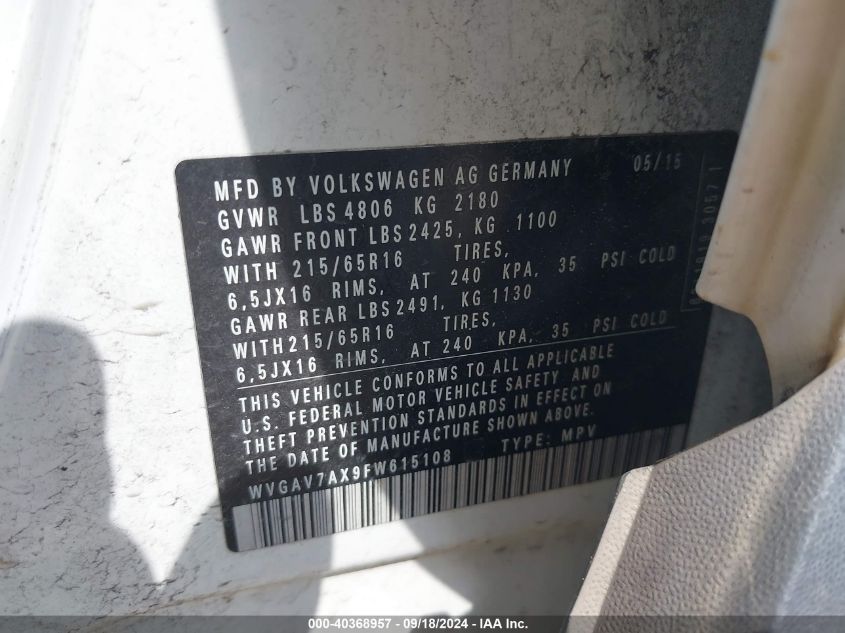 MFD BY VOLKSWAGEN AG GERMANY 05/15
GVWR LBS 4806 KG 2180
GAWR FRONT LBS 2425, KG 1100
WITH 215/65R16 TIRES,
6,5JX16 RIMS, AT 240 KPA, 35 PSI COLD
GAWR REAR LBS 2491, KG 1130
WITH 215/65R16 TIRES,
6,5JX16 RIMS, AT 240 KPA, 35 PSI COLD
THIS VEHICLE CONFORMS TO ALL APPLICABLE
U.S. FEDERAL MOTOR VEHICLE SAFETY AND
THEFT PREVENTION STANDARDS IN EFFECT ON
THE DATE OF MANUFACTURE SHOWN ABOVE.
WVGAV7AX9FW615108 TYPE: MPV
000-40368957 - 09/18/2024 - IAA Inc.